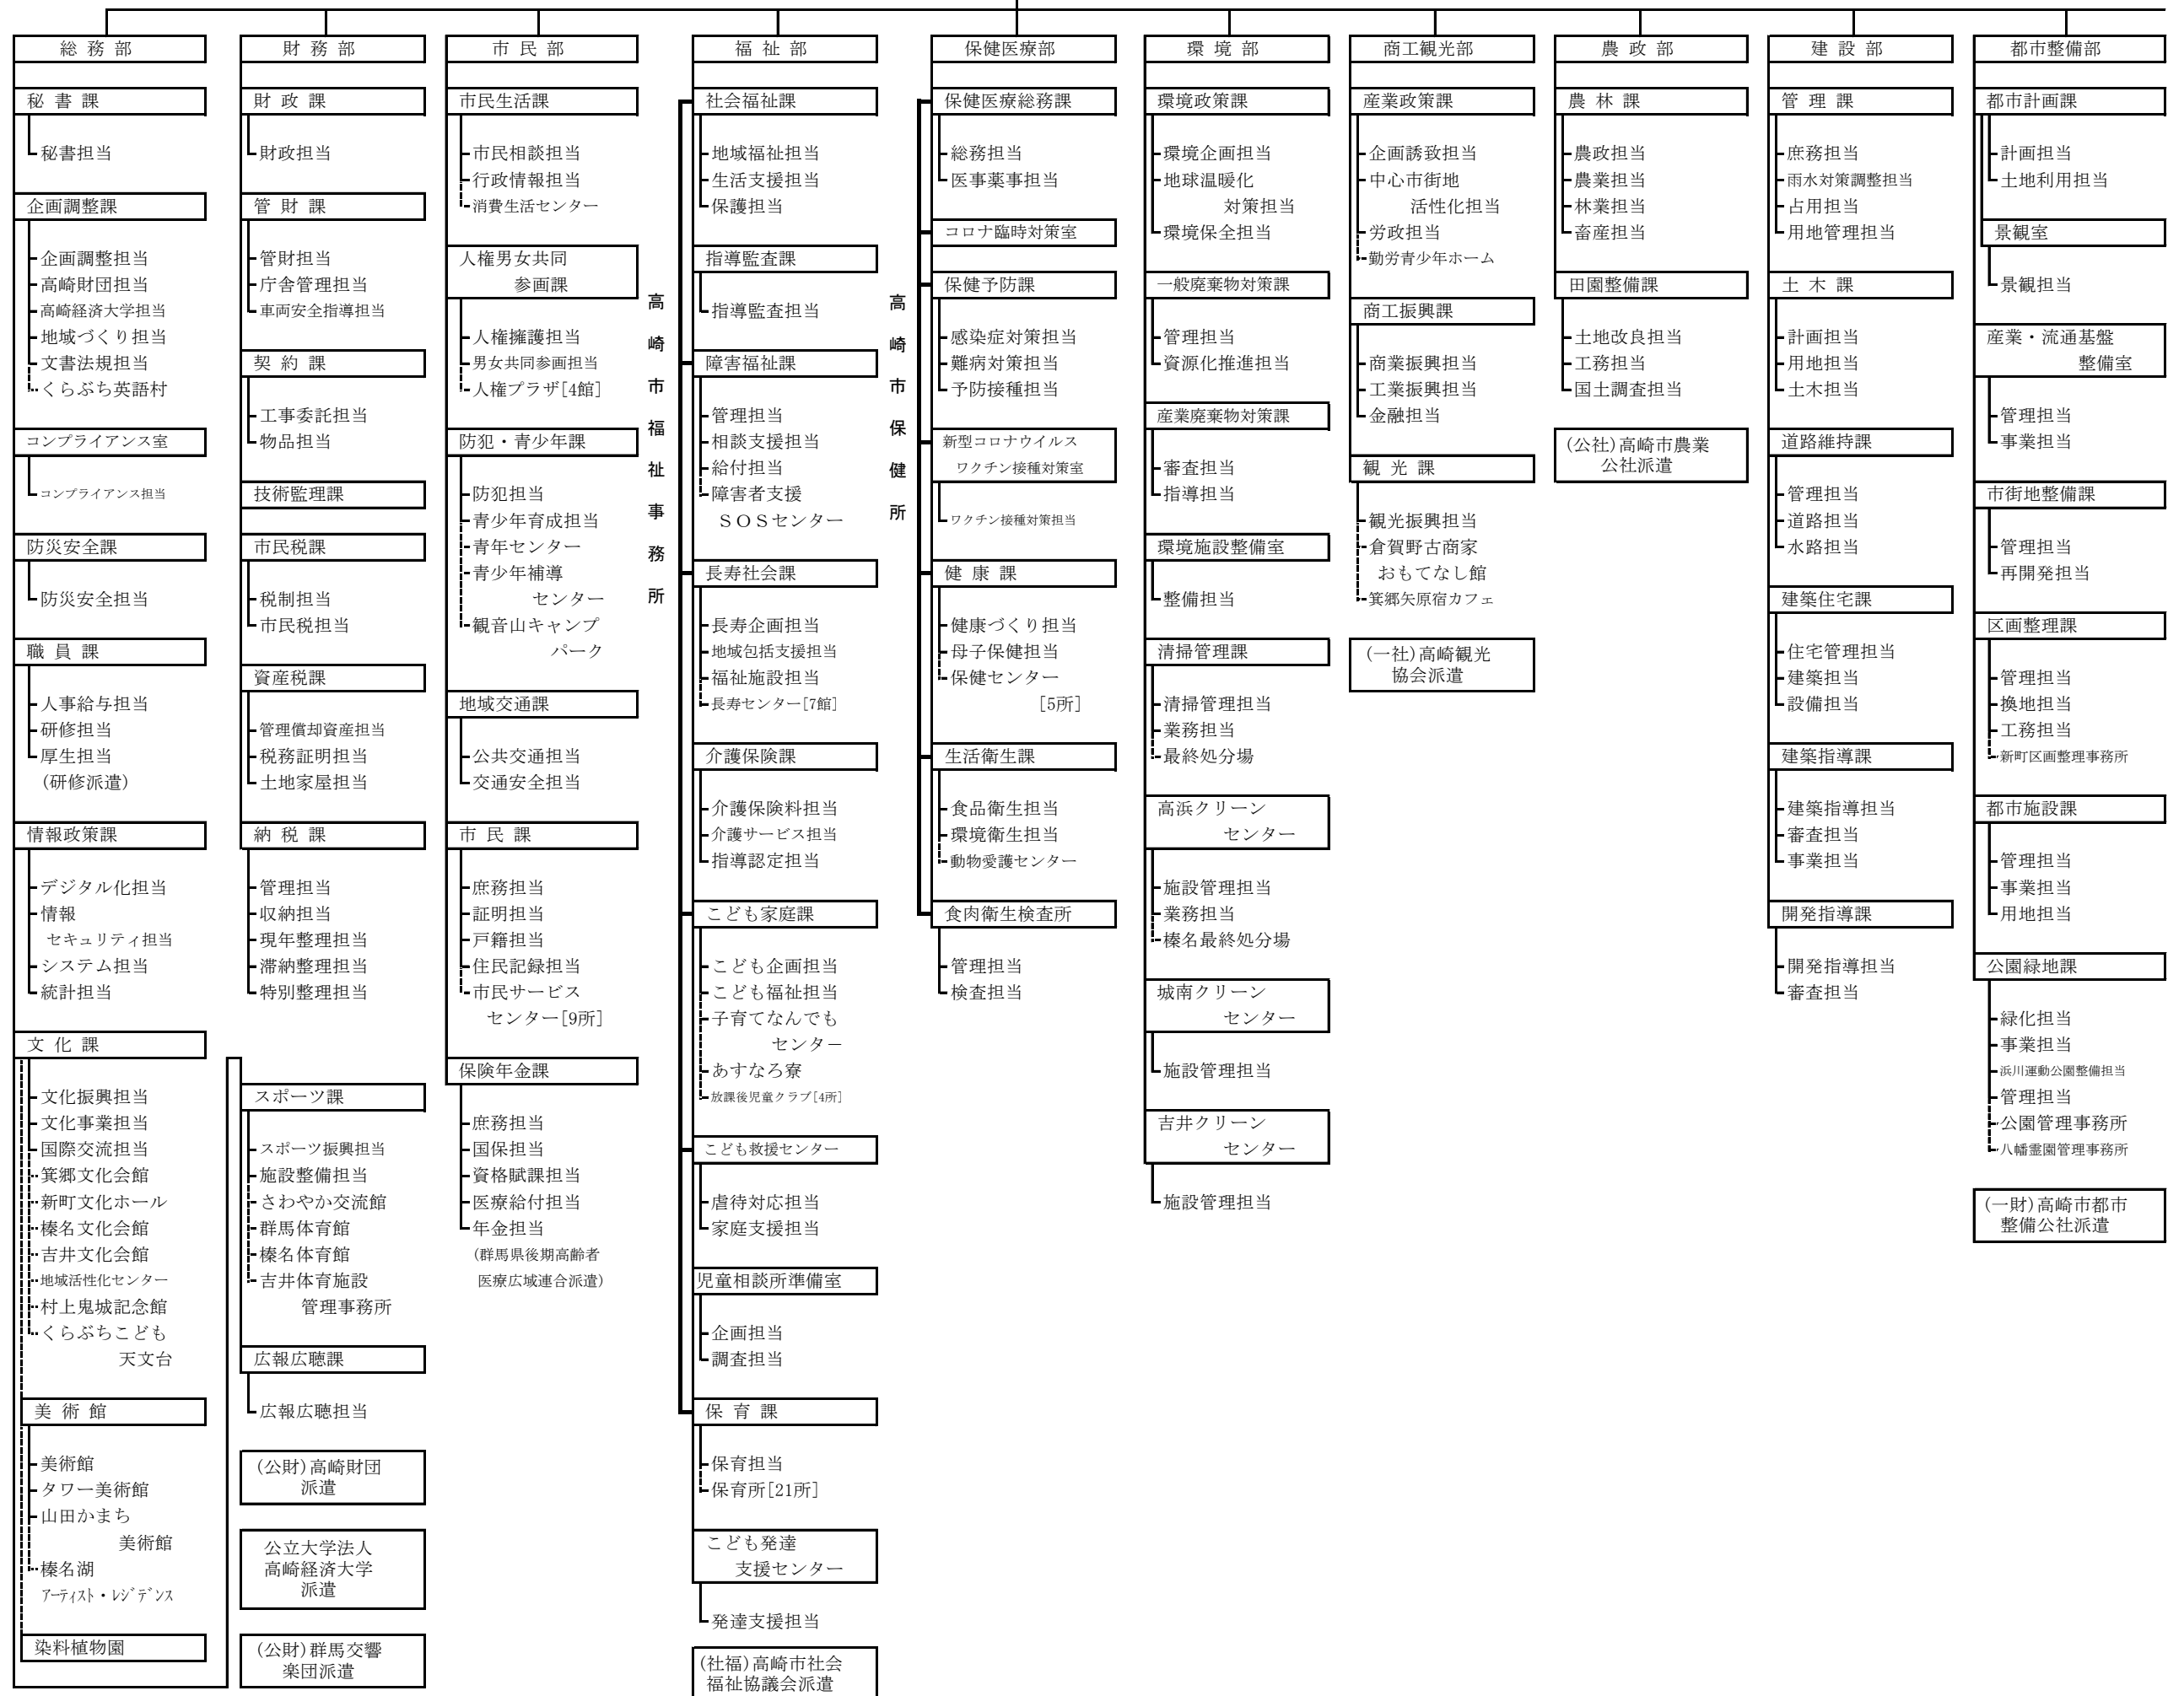 総務部
秘書課
秘書担当
企画調整課
企画調整担当
高崎財団担当
高崎経済大学担当
地域づくり担当
文書法規担当
くらぶち英語村
コンプライアンス室
コンプライアンス担当
防災安全課
防災安全担当
職員課
人事給与担当
研修担当
厚生担当
(研修派遣)
情報政策課
デジタル化担当
情報
セキュリティ担当
システム担当
統計担当
文化課
文化振興担当
文化事業担当
国際交流担当
箕郷文化会館
新町文化ホール
榛名文化会館
吉井文化会館
地域活性化センター
村上鬼城記念館
くらぶちこども
天文台
美術館
美術館
タワー美術館
山田かまち
美術館
榛名湖
アーティスト・レジデンス
染料植物園
財務部
財政課
財政担当
管財課
管財担当
庁舎管理担当
車両安全指導担当
契約課
工事委託担当
物品担当
技術監理課
市民税課
税制担当
市民税担当
資産税課
管理償却資産担当
税務証明担当
土地家屋担当
納税課
管理担当
収納担当
現年整理担当
滞納整理担当
特別整理担当
スポーツ課
スポーツ振興担当
施設整備担当
さわやか交流館
群馬体育館
榛名体育館
吉井体育施設
管理事務所
広報広聴課
広報広聴担当
(公財)高崎財団
派遣
公立大学法人
高崎経済大学
派遣
(公財)群馬交響
楽団派遣
市民部
市民生活課
市民相談担当
行政情報担当
消費生活センター
人権男女共同
参画課
人権擁護担当
男女共同参画担当
人権プラザ[4館]
防犯・青少年課
防犯担当
青少年育成担当
青年センター
青少年補導
センター
観音山キャンプ
パーク
地域交通課
公共交通担当
交通安全担当
市民課
庶務担当
証明担当
戸籍担当
住民記録担当
市民サービス
センター[9所]
保険年金課
庶務担当
国保担当
資格賦課担当
医療給付担当
年金担当
(群馬県後期高齢者
医療広域連合派遣)
高崎市福祉事務所
福祉部
社会福祉課
地域福祉担当
生活支援担当
保護担当
指導監査課
指導監査担当
障害福祉課
管理担当
相談支援担当
給付担当
障害者支援
ＳＯＳセンター
長寿社会課
長寿企画担当
地域包括支援担当
福祉施設担当
長寿センター[7館]
介護保険課
介護保険料担当
介護サービス担当
指導認定担当
こども家庭課
こども企画担当
こども福祉担当
子育てなんでも
センター
あすなろ寮
放課後児童クラブ[4所]
こども救援センター
虐待対応担当
家庭支援担当
児童相談所準備室
企画担当
調査担当
保育課
保育担当
保育所[21所]
こども発達
支援センター
発達支援担当
(社福)高崎市社会
福祉協議会派遣
高崎市保健所
保健医療部
保健医療総務課
総務担当
医事薬事担当
コロナ臨時対策室
保健予防課
感染症対策担当
難病対策担当
予防接種担当
新型コロナウイルス
ワクチン接種対策室
ワクチン接種対策担当
健康課
健康づくり担当
母子保健担当
保健センター
[5所]
生活衛生課
食品衛生担当
環境衛生担当
動物愛護センター
食肉衛生検査所
管理担当
検査担当
環境部
環境政策課
環境企画担当
地球温暖化
対策担当
環境保全担当
一般廃棄物対策課
管理担当
資源化推進担当
産業廃棄物対策課
審査担当
指導担当
環境施設整備室
整備担当
清掃管理課
清掃管理担当
業務担当
最終処分場
高浜クリーン
センター
施設管理担当
業務担当
榛名最終処分場
城南クリーン
センター
施設管理担当
吉井クリーン
センター
施設管理担当
商工観光部
産業政策課
企画誘致担当
中心市街地
活性化担当
労政担当
勤労青少年ホーム
商工振興課
商業振興担当
工業振興担当
金融担当
観光課
観光振興担当
倉賀野古商家
おもてなし館
箕郷矢原宿カフェ
(一社)高崎観光
協会派遣
農政部
農林課
農政担当
農業担当
林業担当
畜産担当
田園整備課
土地改良担当
工務担当
国土調査担当
(公社)高崎市農業
公社派遣
建設部
管理課
庶務担当
雨水対策調整担当
占用担当
用地管理担当
土木課
計画担当
用地担当
土木担当
道路維持課
管理担当
道路担当
水路担当
建築住宅課
住宅管理担当
建築担当
設備担当
建築指導課
建築指導担当
審査担当
事業担当
開発指導課
開発指導担当
審査担当
都市整備部
都市計画課
計画担当
土地利用担当
景観室
景観担当
産業・流通基盤
整備室
管理担当
事業担当
市街地整備課
管理担当
再開発担当
区画整理課
管理担当
換地担当
工務担当
新町区画整理事務所
都市施設課
管理担当
事業担当
用地担当
公園緑地課
緑化担当
事業担当
浜川運動公園整備担当
管理担当
公園管理事務所
八幡霊園管理事務所
(一財)高崎市都市
整備公社派遣